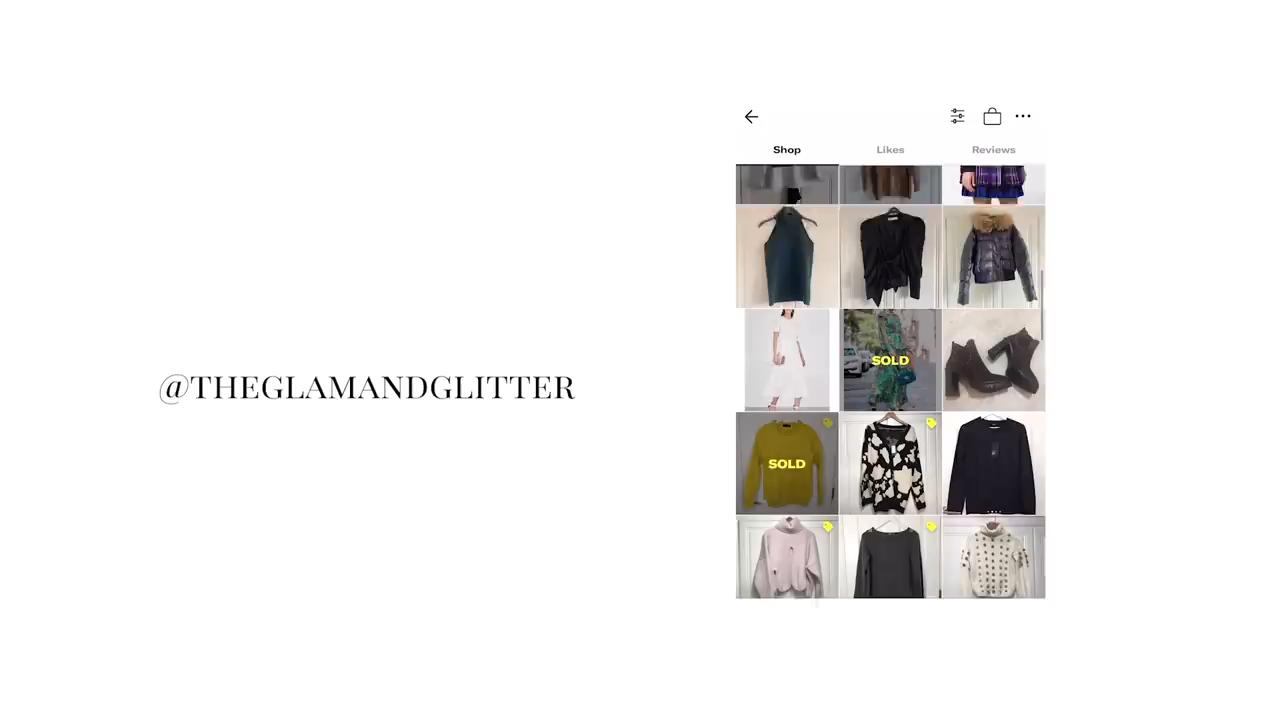 @THEGLAMANDGLITTER
Shop
Likes
Reviews
SOLD
SOLD